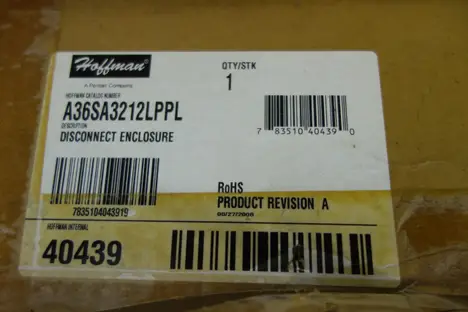 Hoffman
A Pentair Company
QTY/STK
1
HOFFMAN CATALOG NUMBER
A36SA3212LPPL
DESCRIPTION
DISCONNECT ENCLOSURE
7 83510 40439 0
7835104043919
RoHS
PRODUCT REVISION A
HOFFMAN INTERNAL
40439